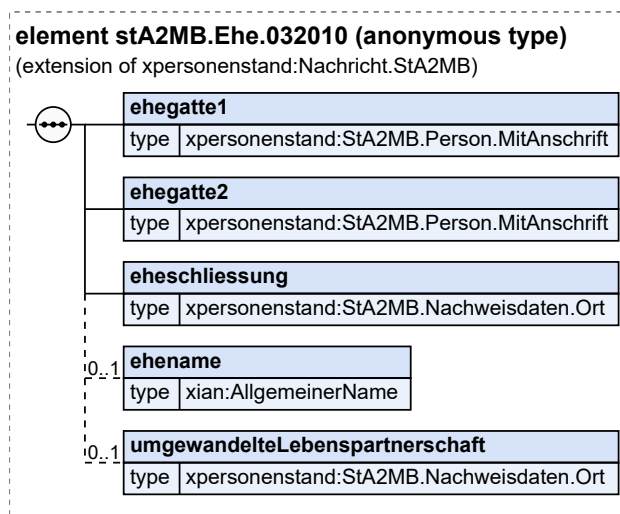 element stA2MB.Ehe.032010 (anonymous type)
(extension of xpersonenstand:Nachricht.StA2MB)
ehegatte1
type xpersonenstand:StA2MB.Person.MitAnschrift
ehegatte2
type xpersonenstand:StA2MB.Person.MitAnschrift
eheschliessung
type xpersonenstand:StA2MB.Nachweisdaten.Ort
0..1 ehename
type xian:AllgemeinerName
0..1 umgewandelteLebenspartnerschaft
type xpersonenstand:StA2MB.Nachweisdaten.Ort